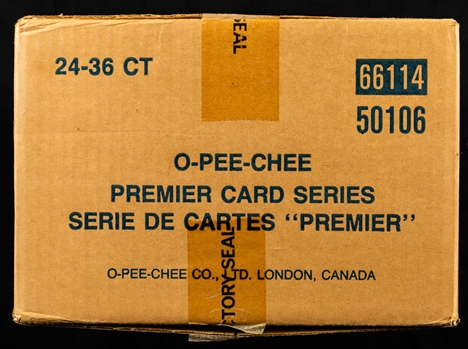 SEAL
24-36 CT
66114
50106
O-PEE-CHEE
PREMIER CARD SERIES
SERIE DE CARTES "PREMIER"
O-PEE-CHEE CO., LTD. LONDON, CANADA
CTORY SEAL